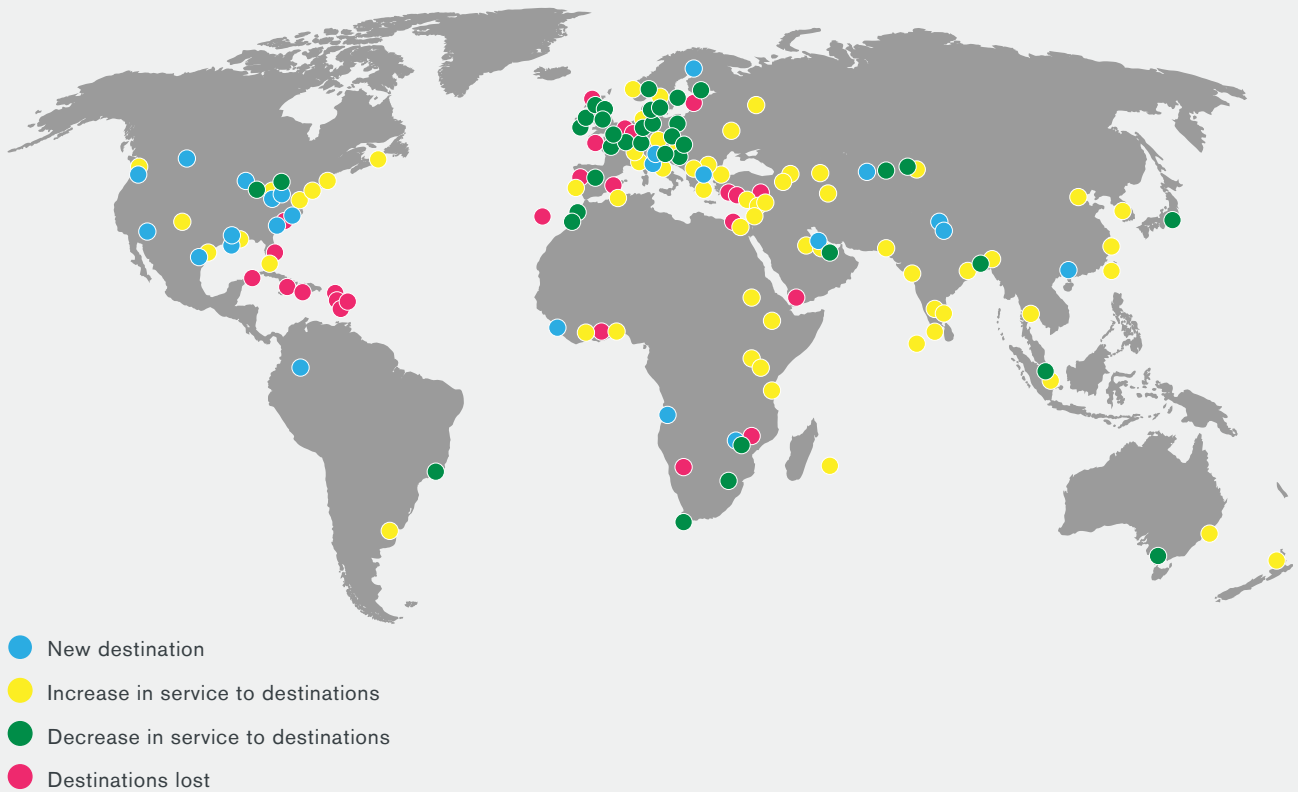 New destination
Increase in service to destinations
Decrease in service to destinations
Destinations lost